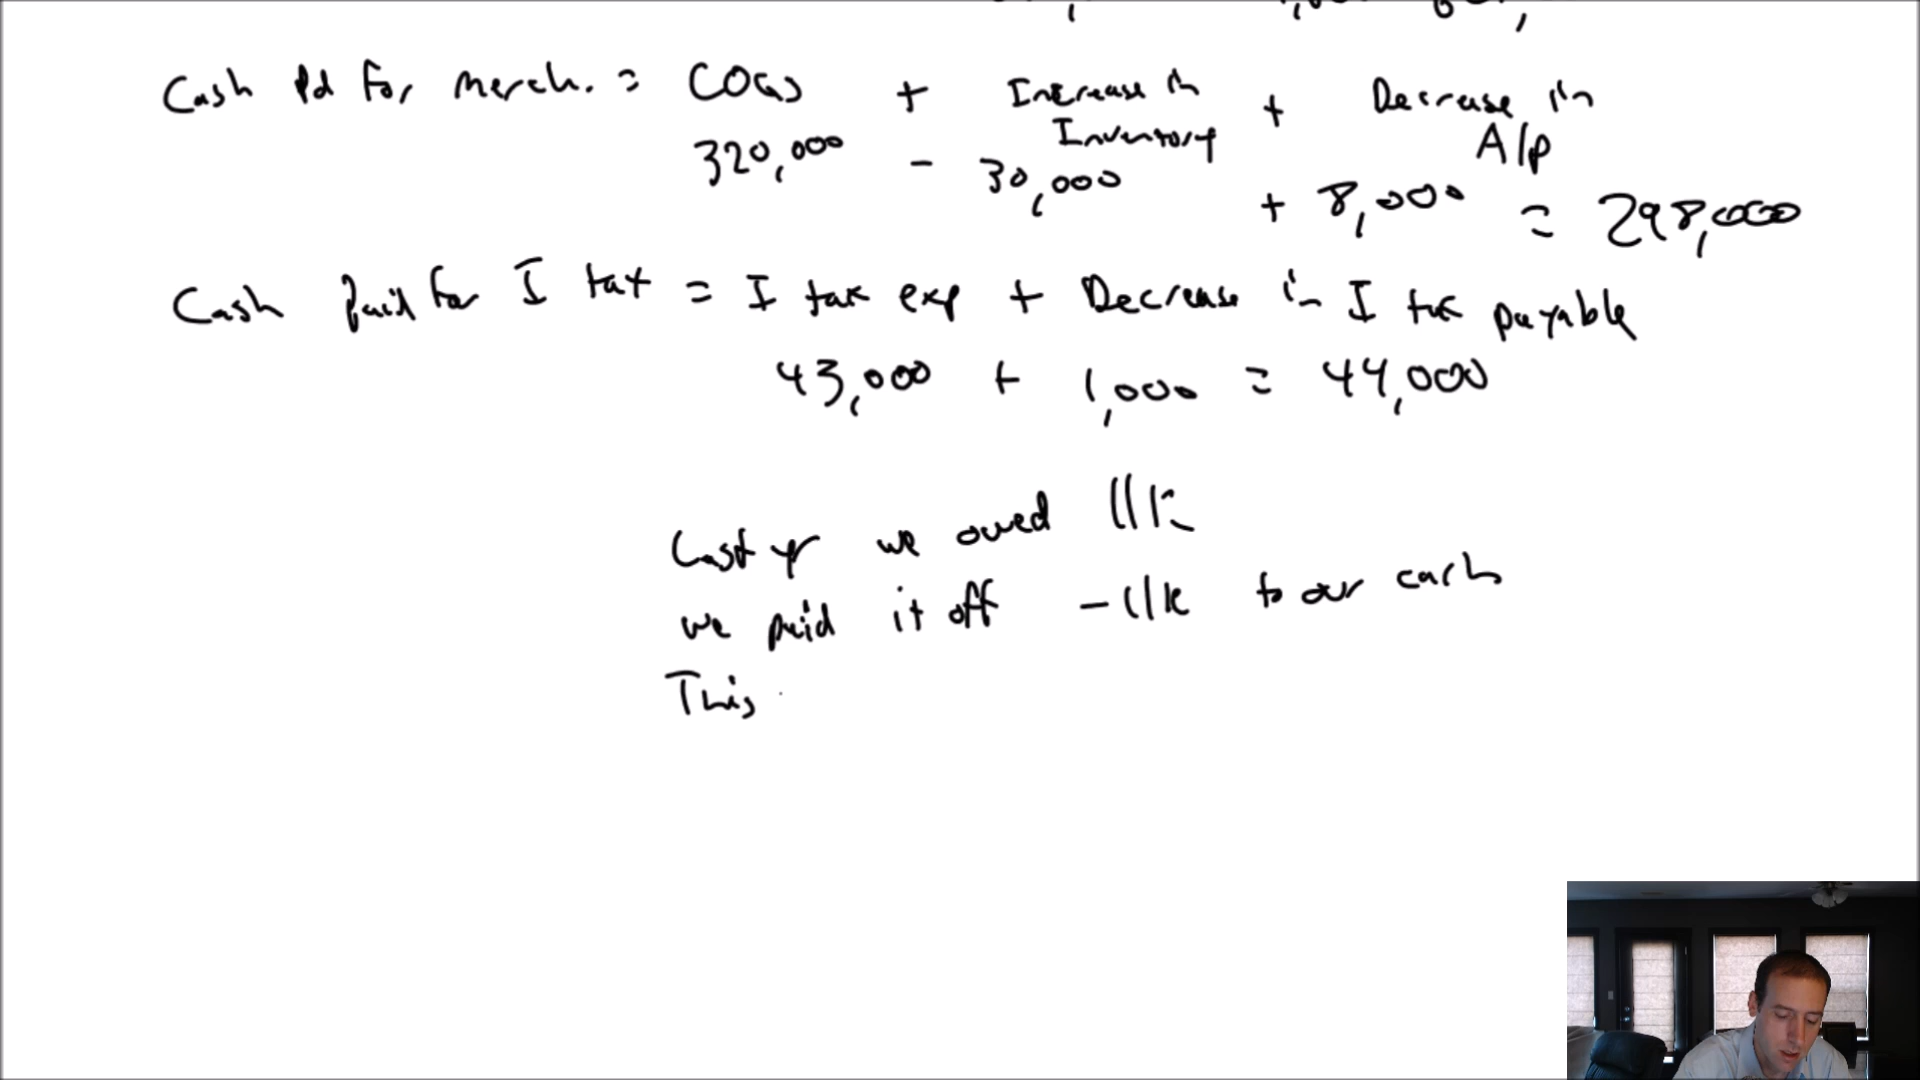 Cash Pd for merch. = COGS + Increase in Inventory + Decrease in A/p
320,000 - 30,000 + 8,000 = 298,000
Cash Paid for I tax = I tax exp + Decrease in I tax payable
43,000 + 1,000 = 44,000
Last yr we owed 11k
we paid it off -11k to our cash
This